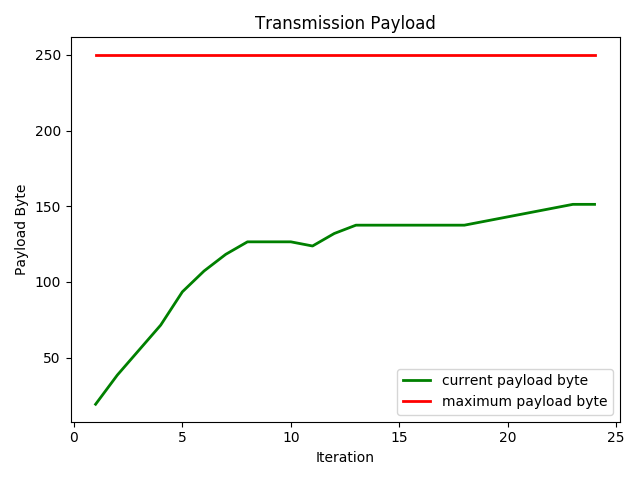 Transmission Payload
250
200
150
100
50
Payload Byte
0
5
10
15
20
25
Iteration
current payload byte
maximum payload byte